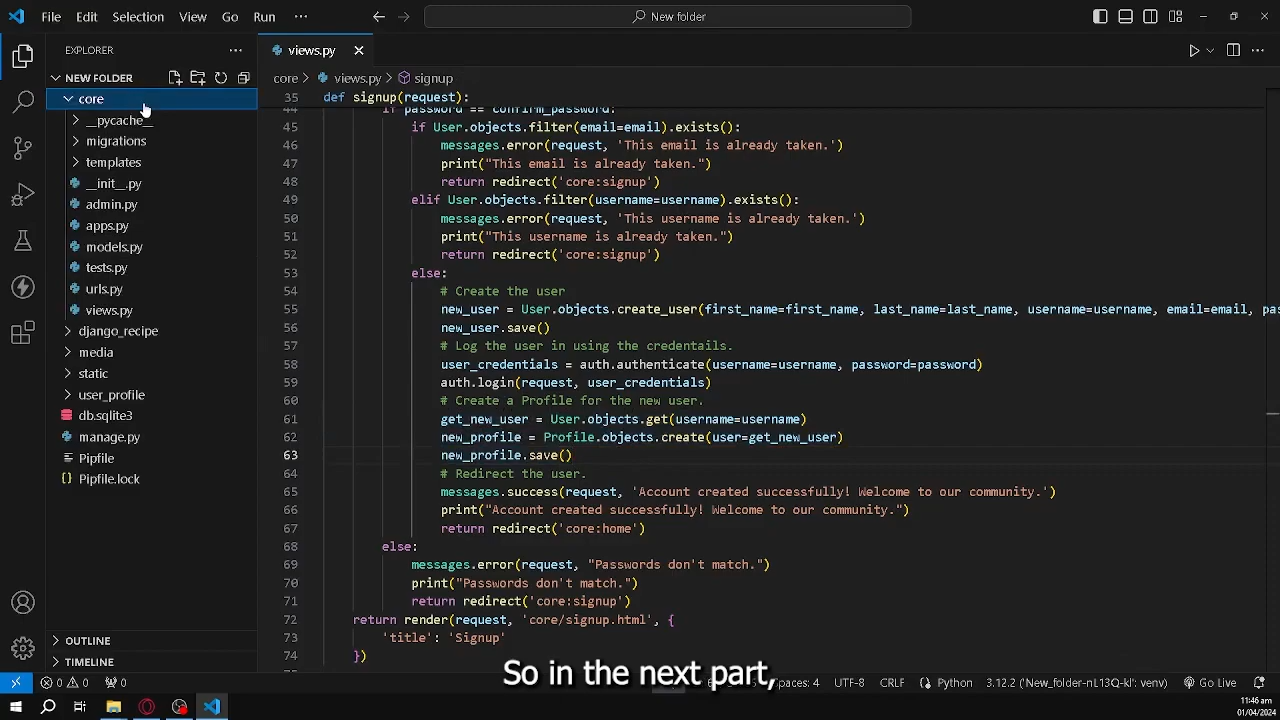 File Edit Selection View Go Run ··· New folder
EXPLORER ···
views.py
NEW FOLDER
core > views.py > signup
core
__pycache__
migrations
templates
__init__.py
admin.py
apps.py
models.py
tests.py
urls.py
views.py
django_recipe
media
static
user_profile
db.sqlite3
manage.py
Pipfile
Pipfile.lock
OUTLINE
TIMELINE
35 def signup(request):
44 if password == confirm_password:
45 if User.objects.filter(email=email).exists():
46 messages.error(request, 'This email is already taken.')
47 print("This email is already taken.")
48 return redirect('core:signup')
49 elif User.objects.filter(username=username).exists():
50 messages.error(request, 'This username is already taken.')
51 print("This username is already taken.")
52 return redirect('core:signup')
53 else:
54 # Create the user
55 new_user = User.objects.create_user(first_name=first_name, last_name=last_name, username=username, email=email, pa
56 new_user.save()
57 # Log the user in using the credentails.
58 user_credentials = auth.authenticate(username=username, password=password)
59 auth.login(request, user_credentials)
60 # Create a Profile for the new user.
61 get_new_user = User.objects.get(username=username)
62 new_profile = Profile.objects.create(user=get_new_user)
63 new_profile.save()
64 # Redirect the user.
65 messages.success(request, 'Account created successfully! Welcome to our community.')
66 print("Account created successfully! Welcome to our community.")
67 return redirect('core:home')
68 else:
69 messages.error(request, "Passwords don't match.")
70 print("Passwords don't match.")
71 return redirect('core:signup')
72 return render(request, 'core/signup.html', {
73 'title': 'Signup'
74 })
So in the next part,
0 0 0 paces: 4 UTF-8 CRLF Python 3.12.2 ('New_folder-nL13Q-kl': venv) Go Live
11:46 am
01/04/2024